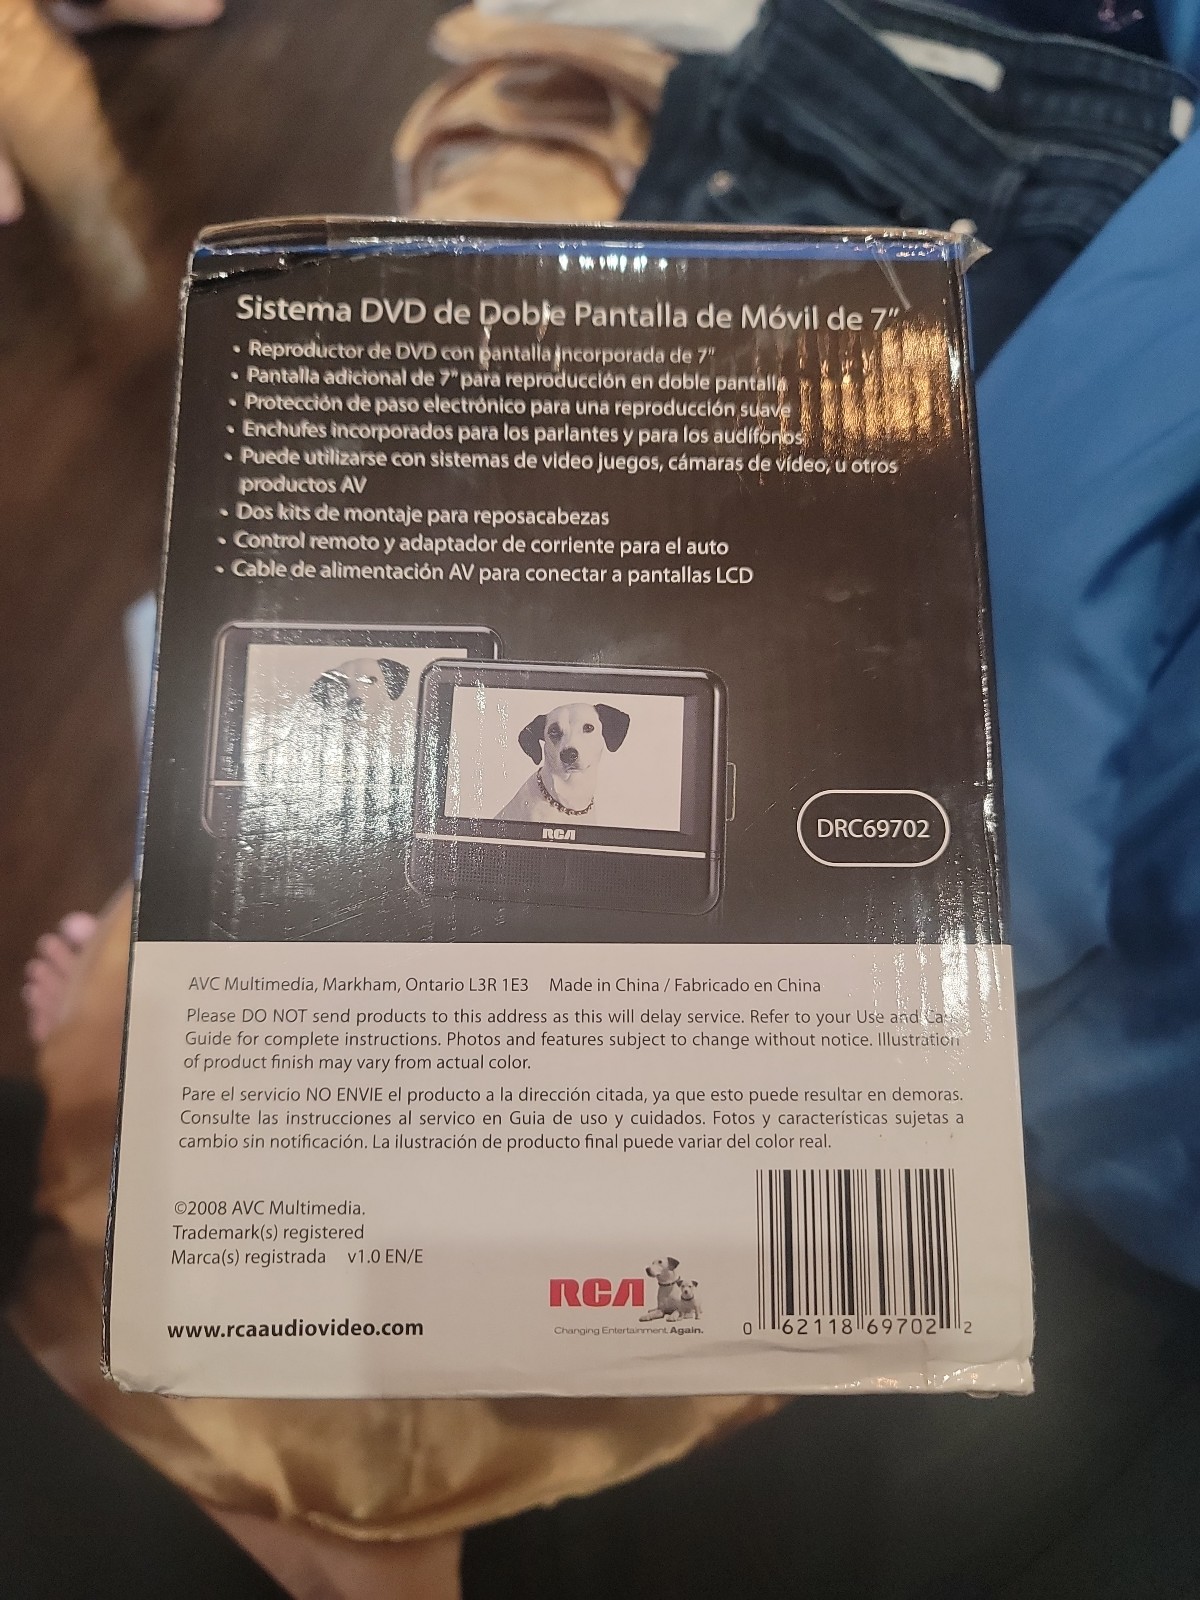 Sistema DVD de Doble Pantalla de Móvil de 7"
• Reproductor de DVD con pantalla incorporada de 7"
• Pantalla adicional de 7" para reproducción en doble pantalla
• Protección de paso electrónico para una reproducción suave
• Enchufes incorporados para los parlantes y para los audífonos
• Puede utilizarse con sistemas de video juegos, cámaras de video, u otros
productos AV
• Dos kits de montaje para reposacabezas
• Control remoto y adaptador de corriente para el auto
• Cable de alimentación AV para conectar a pantallas LCD
RCA
DRC69702
AVC Multimedia, Markham, Ontario L3R 1E3 Made in China / Fabricado en China
Please DO NOT send products to this address as this will delay service. Refer to your Use and
Guide for complete instructions. Photos and features subject to change without notice. Illustration
of product finish may vary from actual color.
Pare el servicio NO ENVIE el producto a la dirección citada, ya que esto puede resultar en demoras.
Consulte las instrucciones al servico en Guia de uso y cuidados. Fotos y características sujetas a
cambio sin notificación. La ilustración de producto final puede variar del color real.
©2008 AVC Multimedia.
Trademark(s) registered
Marca(s) registrada v1.0 EN/E
www.rcaaudiovideo.com
RCA
Changing Entertainment. Again.
0 62118 69702 2